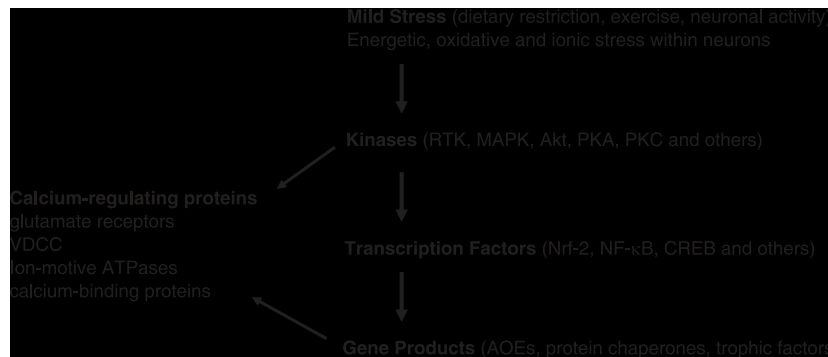 Mild Stress (dietary restriction, exercise, neuronal activity
Energetic, oxidative and ionic stress within neurons
Kinases (RTK, MAPK, Akt, PKA, PKC and others)
Calcium-regulating proteins
glutamate receptors
VDCC
Ion-motive ATPases
calcium-binding proteins
Transcription Factors (Nrf-2, NF-κB, CREB and others)
Gene Products (AOEs, protein chaperones, trophic factors